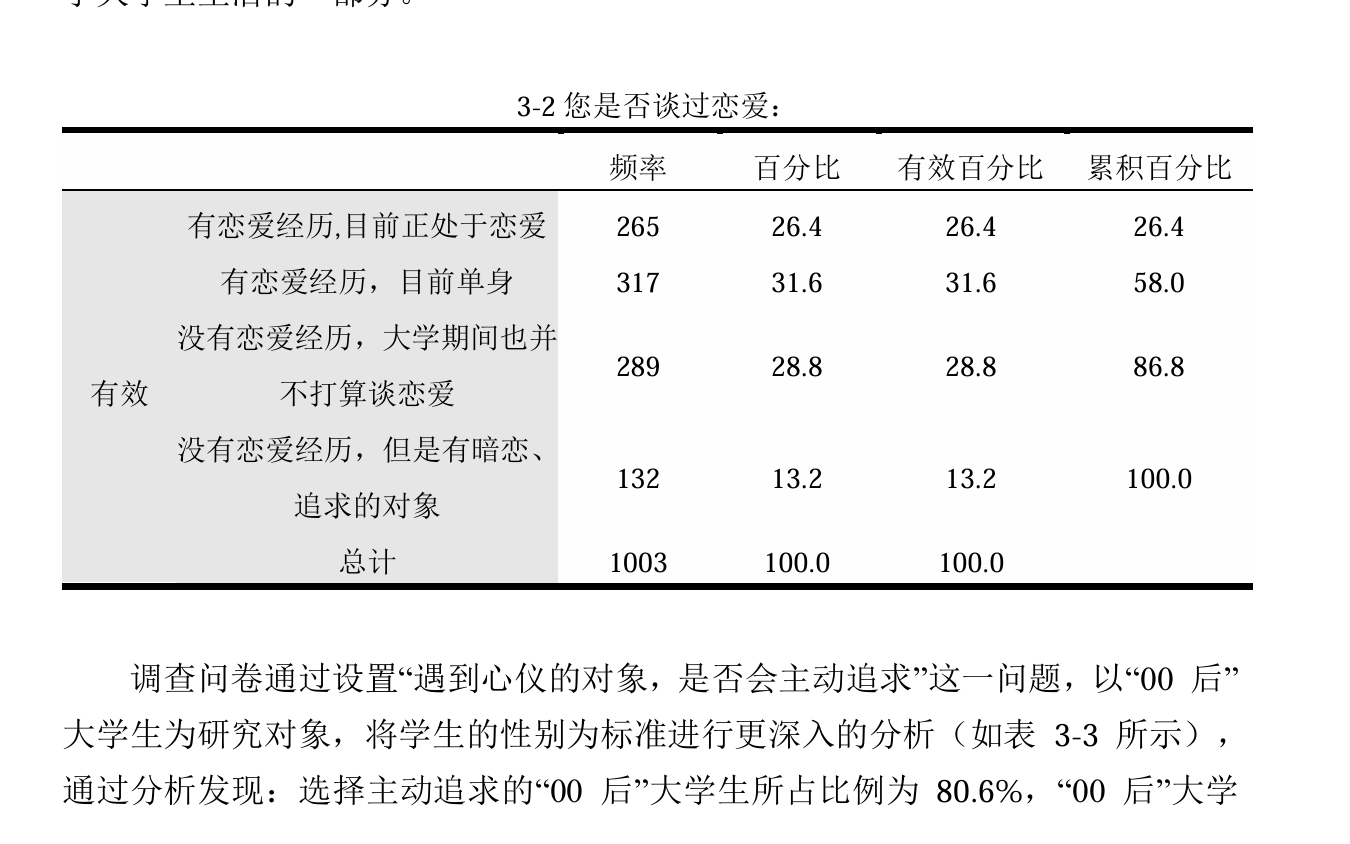 3-2 您是否谈过恋爱：
频率 百分比 有效百分比 累积百分比
有恋爱经历,目前正处于恋爱 265 26.4 26.4 26.4
有恋爱经历，目前单身 317 31.6 31.6 58.0
没有恋爱经历，大学期间也并
289 28.8 28.8 86.8
有效 不打算谈恋爱
没有恋爱经历，但是有暗恋、
132 13.2 13.2 100.0
追求的对象
总计 1003 100.0 100.0
调查问卷通过设置“遇到心仪的对象，是否会主动追求”这一问题，以“00 后”
大学生为研究对象，将学生的性别为标准进行更深入的分析（如表 3-3 所示），
通过分析发现：选择主动追求的“00 后”大学生所占比例为 80.6%，“00 后”大学